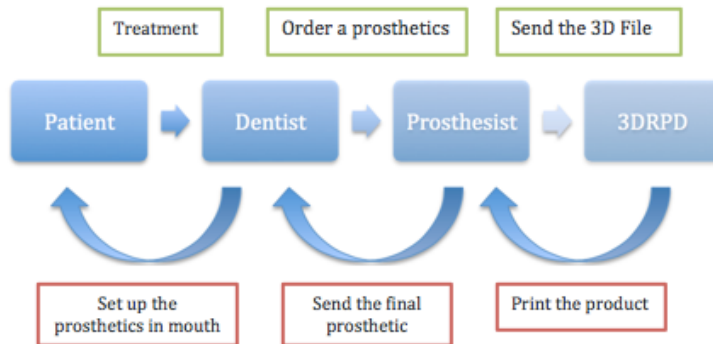 Treatment
Order a prosthetics
Send the 3D File
Patient
Dentist
Prosthesist
3DRPD
Set up the
prosthetics in mouth
Send the final
prosthetic
Print the product